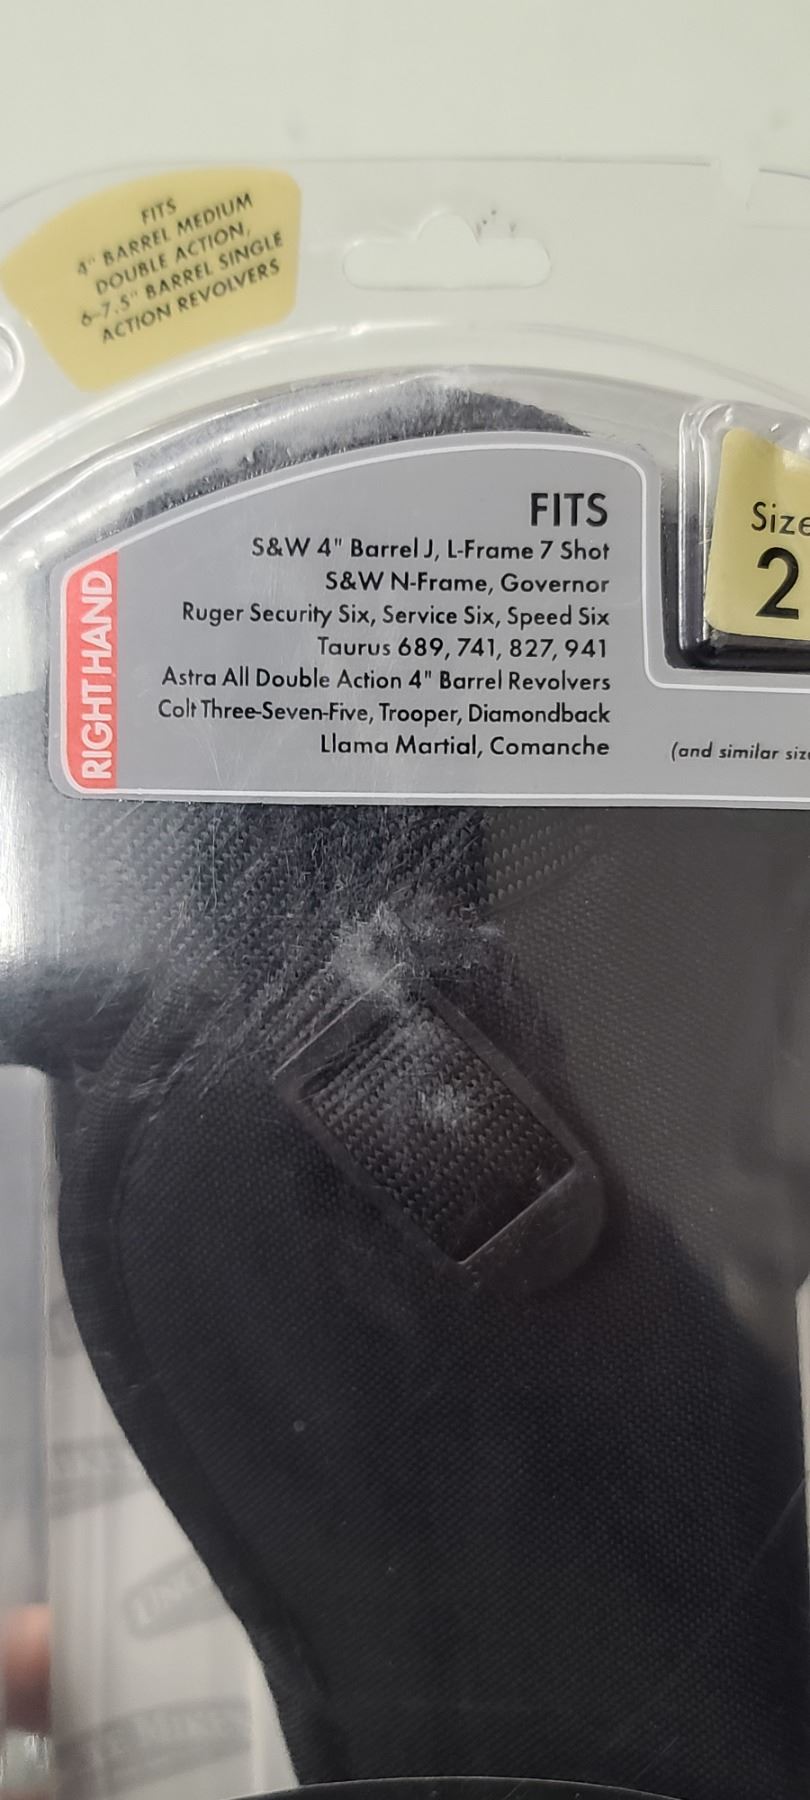 FITS
4" BARREL MEDIUM
DOUBLE ACTION,
6-7.5" BARREL SINGLE
ACTION REVOLVERS
FITS
S&W 4" Barrel J, L-Frame 7 Shot
S&W N-Frame, Governor
Ruger Security Six, Service Six, Speed Six
Taurus 689, 741, 827, 941
Astra All Double Action 4" Barrel Revolvers
Colt Three-Seven-Five, Trooper, Diamondback
Llama Martial, Comanche
RIGHT HAND
Size
2
(and similar